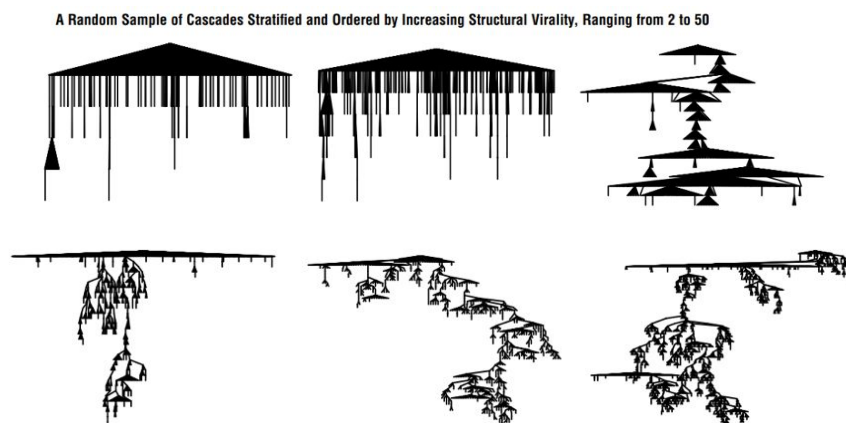 A Random Sample of Cascades Stratified and Ordered by Increasing Structural Virality, Ranging from 2 to 50